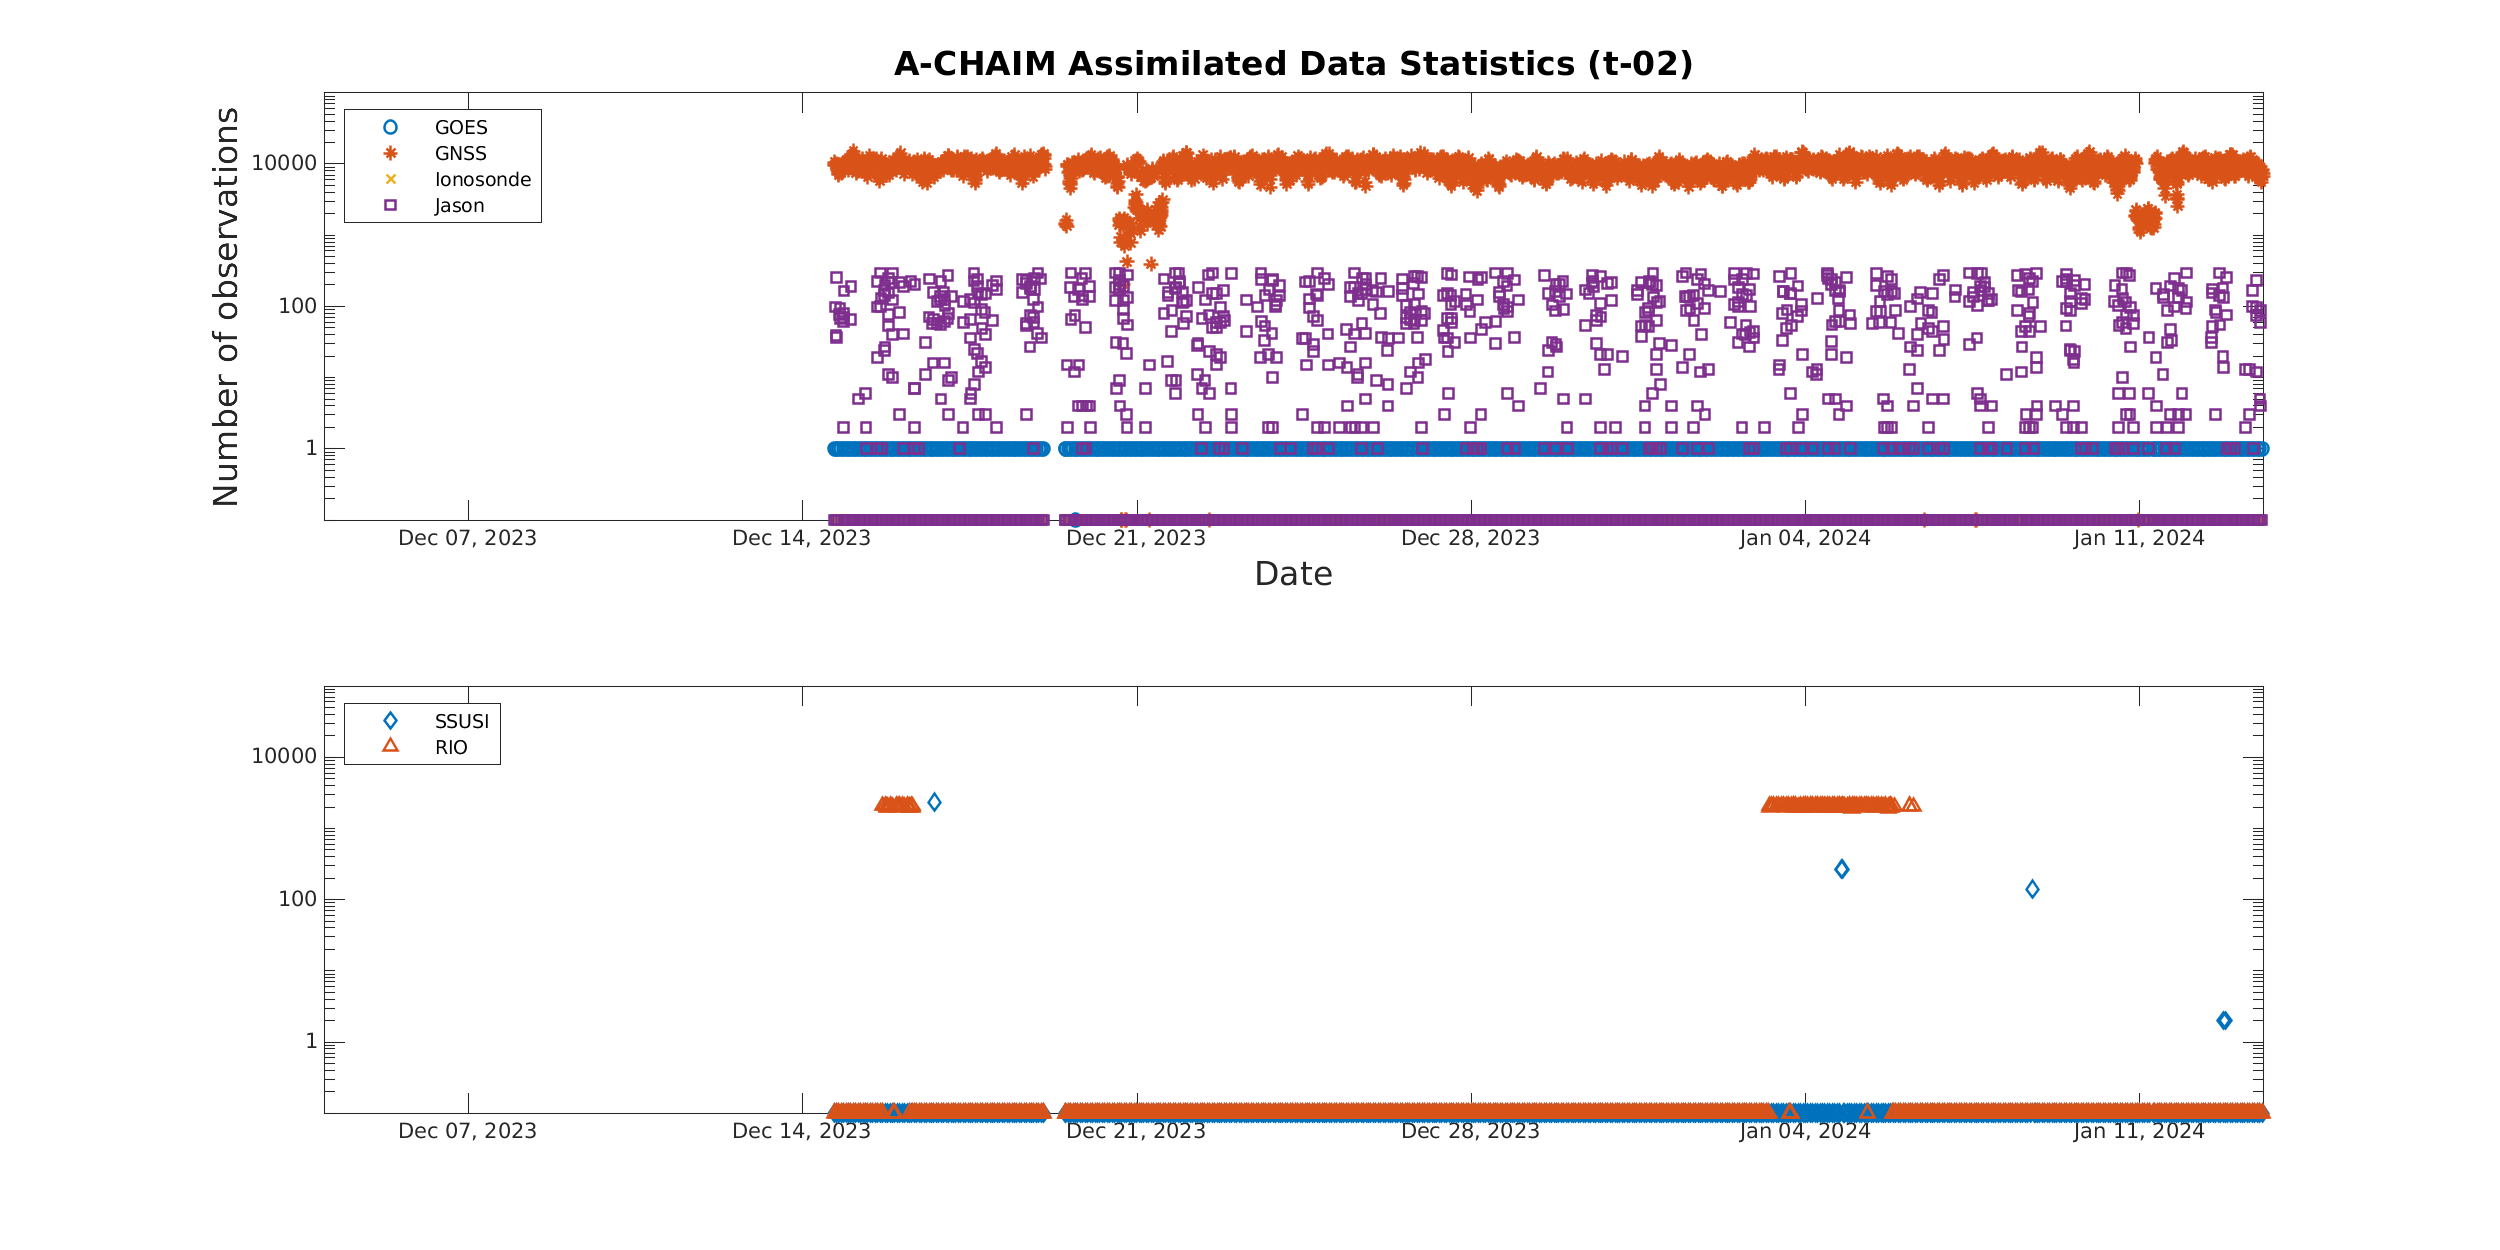 A-CHAIM Assimilated Data Statistics (t-02)
Number of observations
10000
100
1
GOES
GNSS
Ionosonde
Jason
Dec 07, 2023
Dec 14, 2023
Dec 21, 2023
Dec 28, 2023
Jan 04, 2024
Jan 11, 2024
Date
10000
100
1
SSUSI
RIO
Dec 07, 2023
Dec 14, 2023
Dec 21, 2023
Dec 28, 2023
Jan 04, 2024
Jan 11, 2024